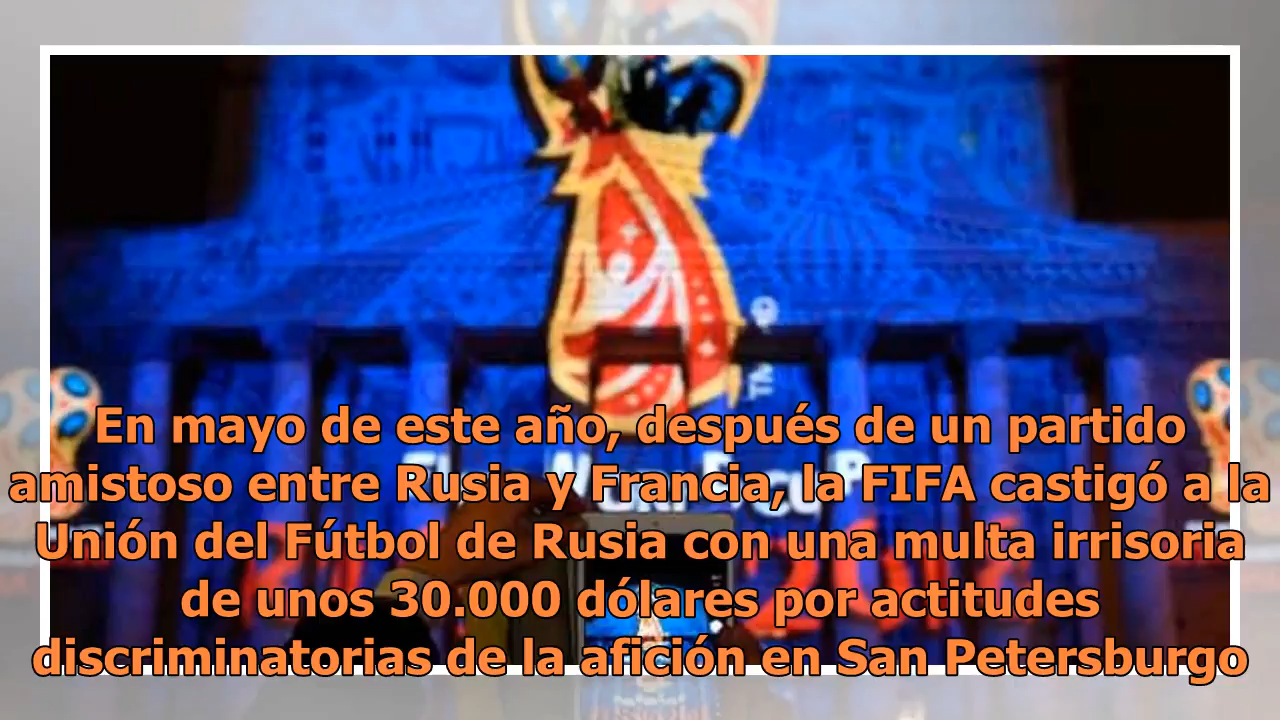 En mayo de este año, después de un partido
amistoso entre Rusia y Francia, la FIFA castigó a la
Unión del Fútbol de Rusia con una multa irrisoria
de unos 30.000 dólares por actitudes
discriminatorias de la afición en San Petersburgo